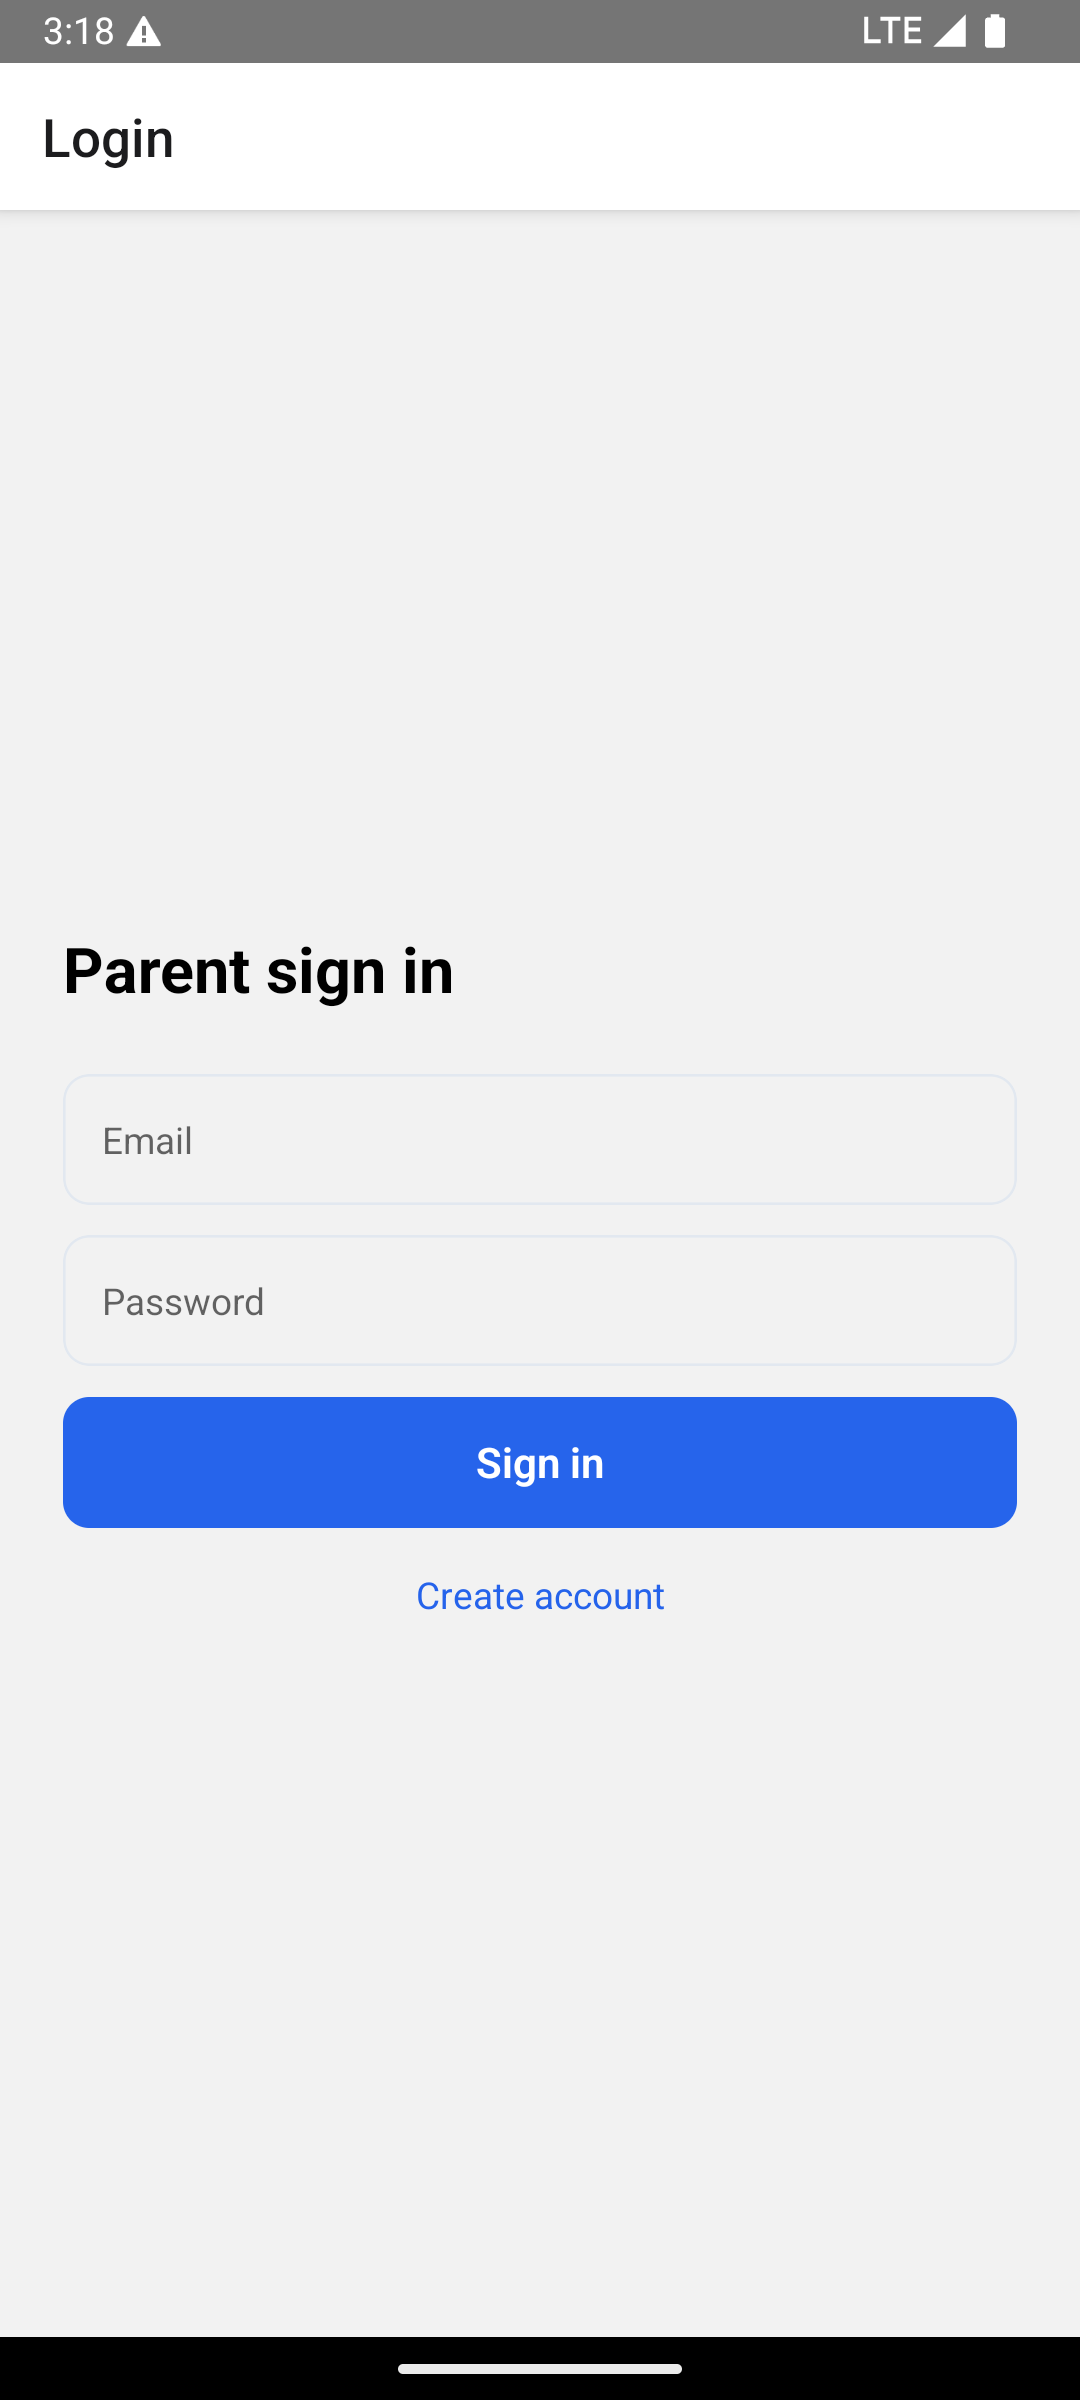 3:18 LTE
Login
Parent sign in
Email
Password
Sign in
Create account